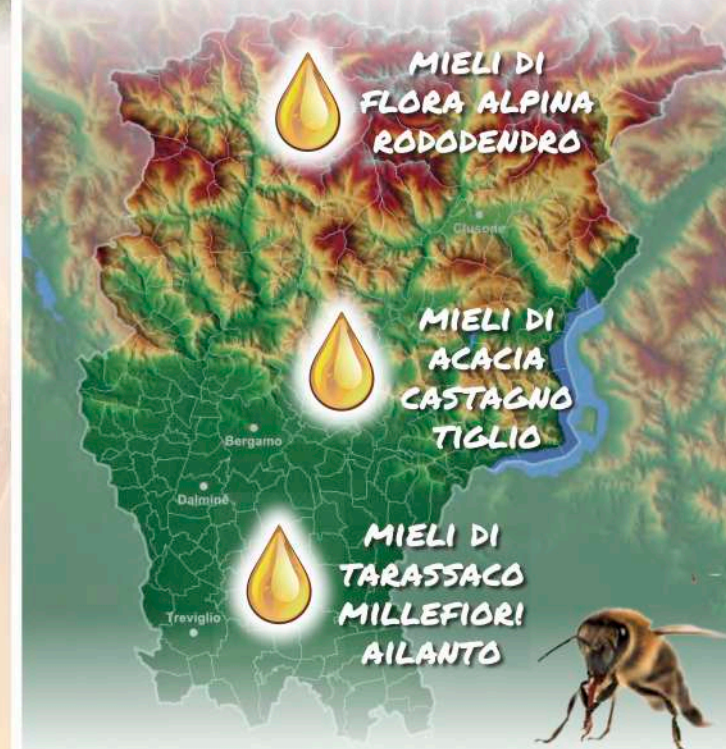 MIELI DI
FLORA ALPINA
RODODENDRO
Clusone
MIELI DI
ACACIA
CASTAGNO
TIGLIO
Bergamo
Dalmine
MIELI DI
TARASSACO
MILLEFIORI
AILANTO
Treviglio